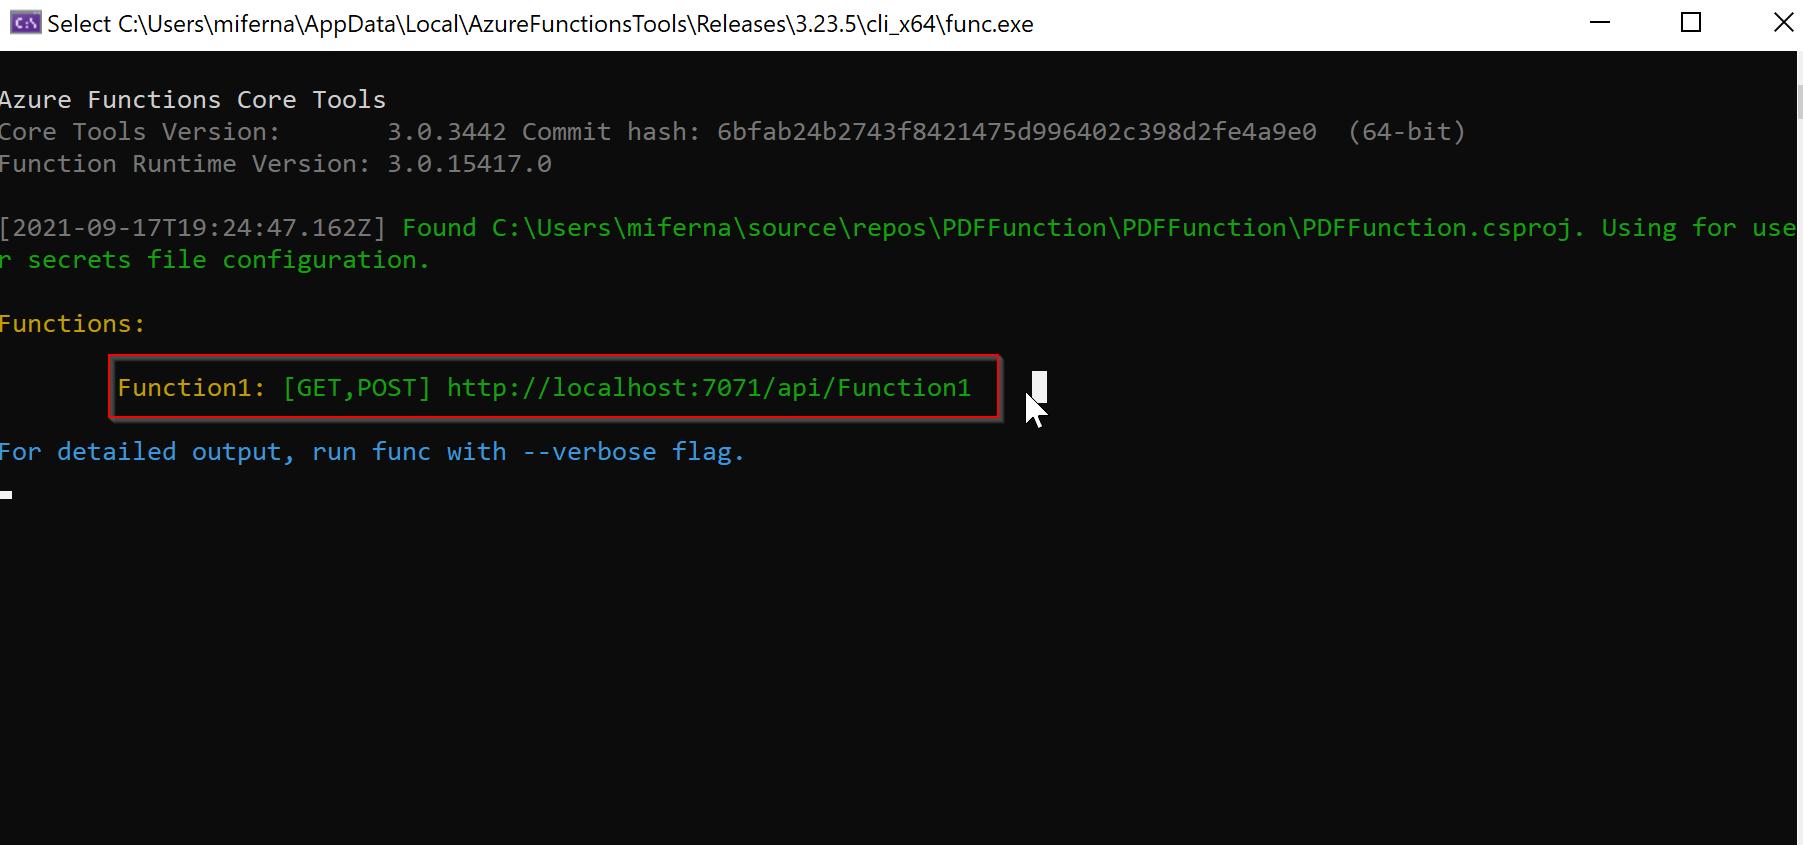 Select C:\Users\miferna\AppData\Local\AzureFunctionsTools\Releases\3.23.5\cli_x64\func.exe
Azure Functions Core Tools
Core Tools Version:       3.0.3442 Commit hash: 6bfab24b2743f8421475d996402c398d2fe4a9e0  (64-bit)
Function Runtime Version: 3.0.15417.0
[2021-09-17T19:24:47.162Z] Found C:\Users\miferna\source\repos\PDFFunction\PDFFunction\PDFFunction.csproj. Using for use
r secrets file configuration.
Functions:
Function1: [GET,POST] http://localhost:7071/api/Function1
For detailed output, run func with --verbose flag.